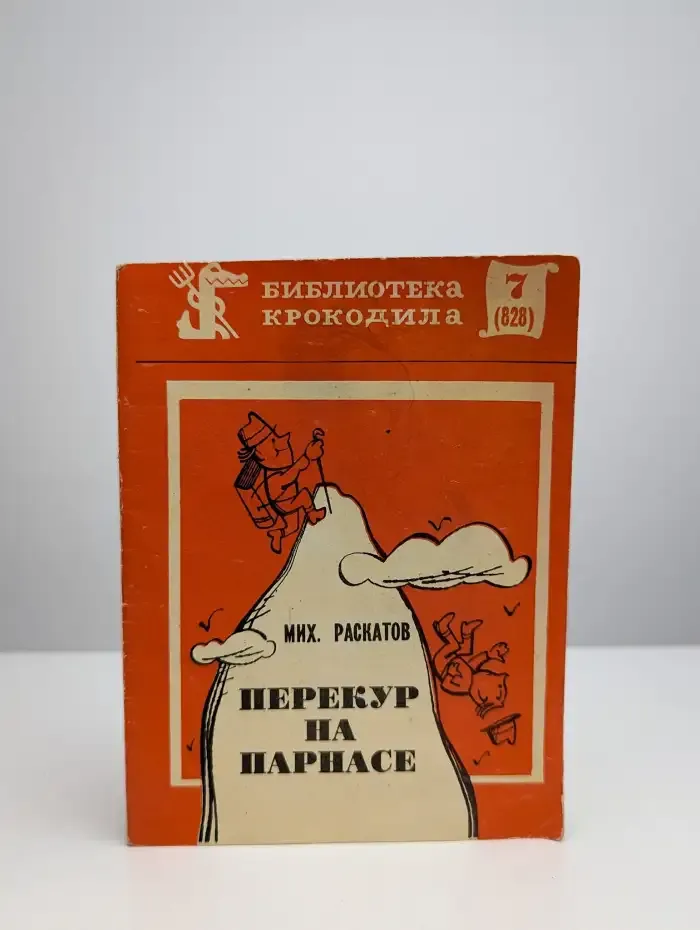 БИБЛИОТЕКА
КРОКОДИЛА
7
(828)
МИХ. РАСКАТОВ
ПЕРЕКУР
НА
ПАРНАСЕ